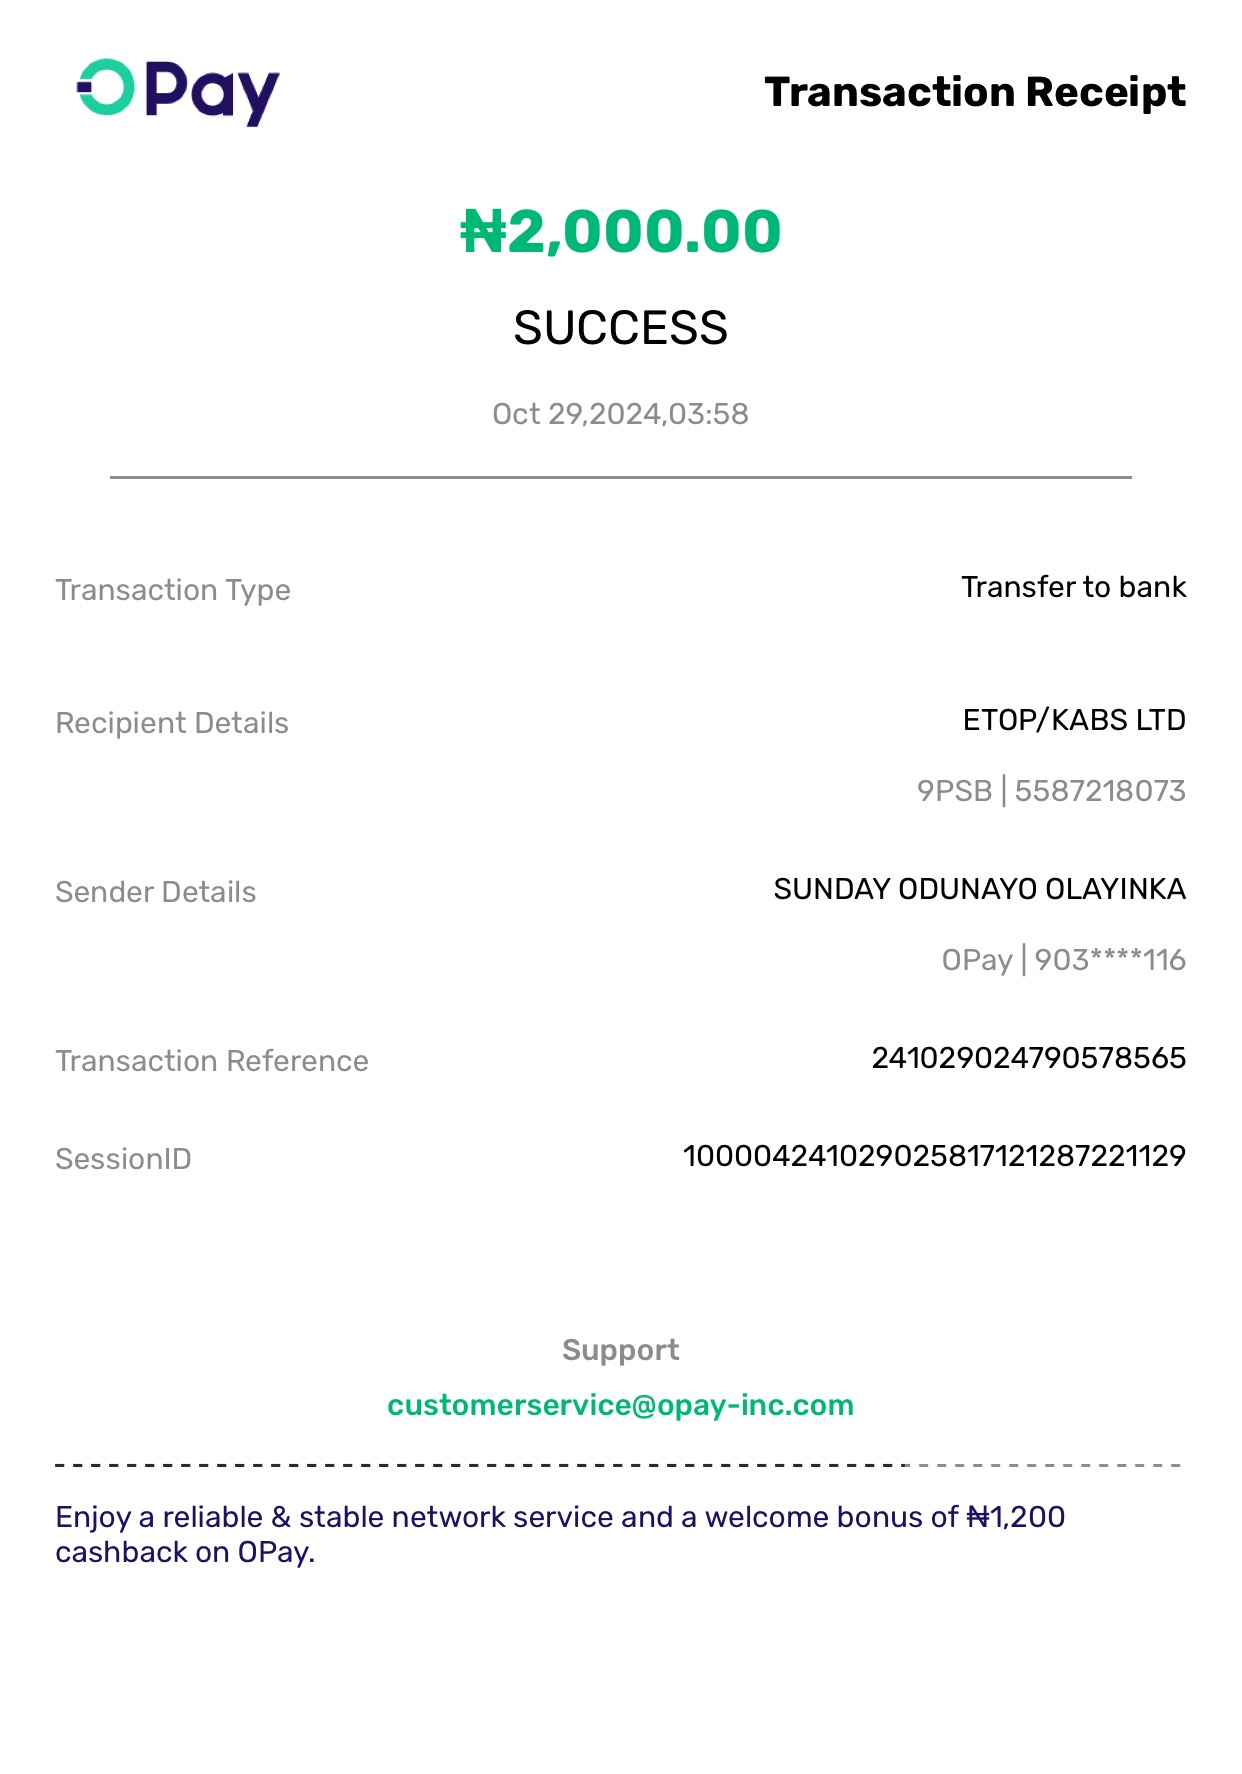 OPay
Transaction Receipt
₦2,000.00
SUCCESS
Oct 29,2024,03:58
Transaction Type
Transfer to bank
Recipient Details
ETOP/KABS LTD
9PSB | 5587218073
Sender Details
SUNDAY ODUNAYO OLAYINKA
OPay | 903****116
Transaction Reference
241029024790578565
SessionID
100004241029025817121287221129
Support
customerservice@opay-inc.com
Enjoy a reliable & stable network service and a welcome bonus of ₦1,200
cashback on OPay.